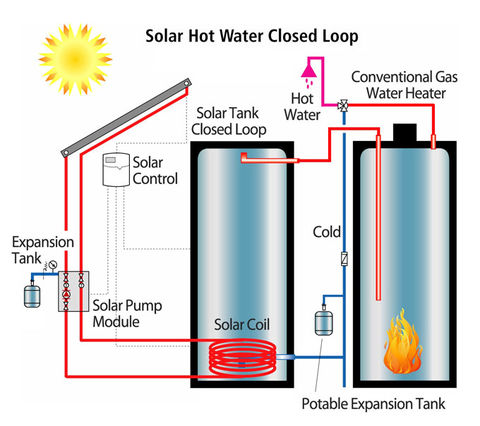 Solar Hot Water Closed Loop
Conventional Gas
Water Heater
Hot
Water
Solar Tank
Closed Loop
Solar
Control
Cold
Expansion
Tank
Solar Pump
Module
Solar Coil
Potable Expansion Tank